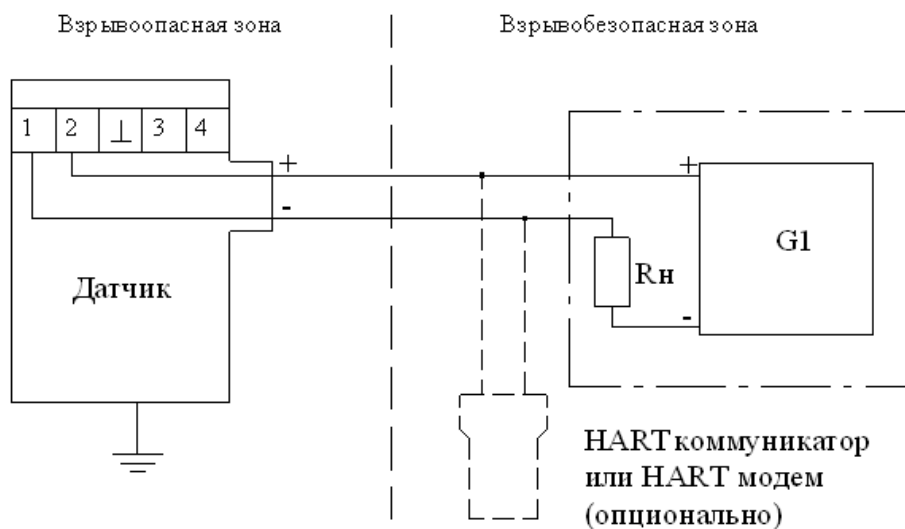 Взрывоопасная зона
Взрывобезопасная зона
1 2 ⊥ 3 4
+
+
-
G1
Rн
Датчик
-
HART коммуникатор
или HART модем
(опционально)